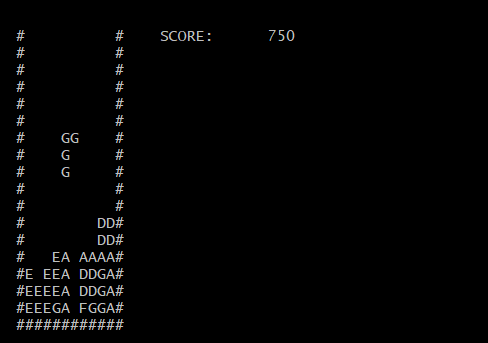 #          #    SCORE:      750
#          #
#          #
#          #
#          #
#          #
#    GG    #
#    G     #
#    G     #
#          #
#          #
#        DD#
#        DD#
#   EA AAAA#
#E EEA DDGA#
#EEEEA DDGA#
#EEEGA FGGA#
############